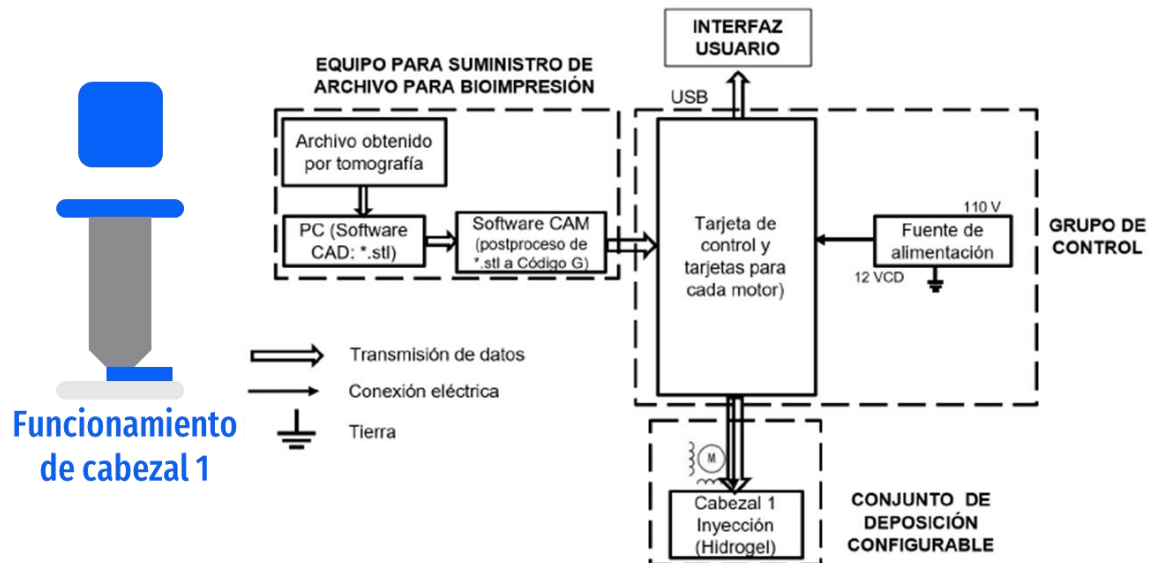 INTERFAZ
USUARIO
EQUIPO PARA SUMINISTRO DE
ARCHIVO PARA BIOIMPRESIÓN
USB
Archivo obtenido
por tomografía
PC (Software
CAD: *.stl)
Software CAM
(postproceso de
*.stl a Código G)
Tarjeta de
control y
tarjetas para
cada motor)
110 V
Fuente de
alimentación
12 VCD
GRUPO DE
CONTROL
Transmisión de datos
Conexión eléctrica
Tierra
Funcionamiento
de cabezal 1
M
Cabezal 1
Inyección
(Hidrogel)
CONJUNTO DE
DEPOSICIÓN
CONFIGURABLE